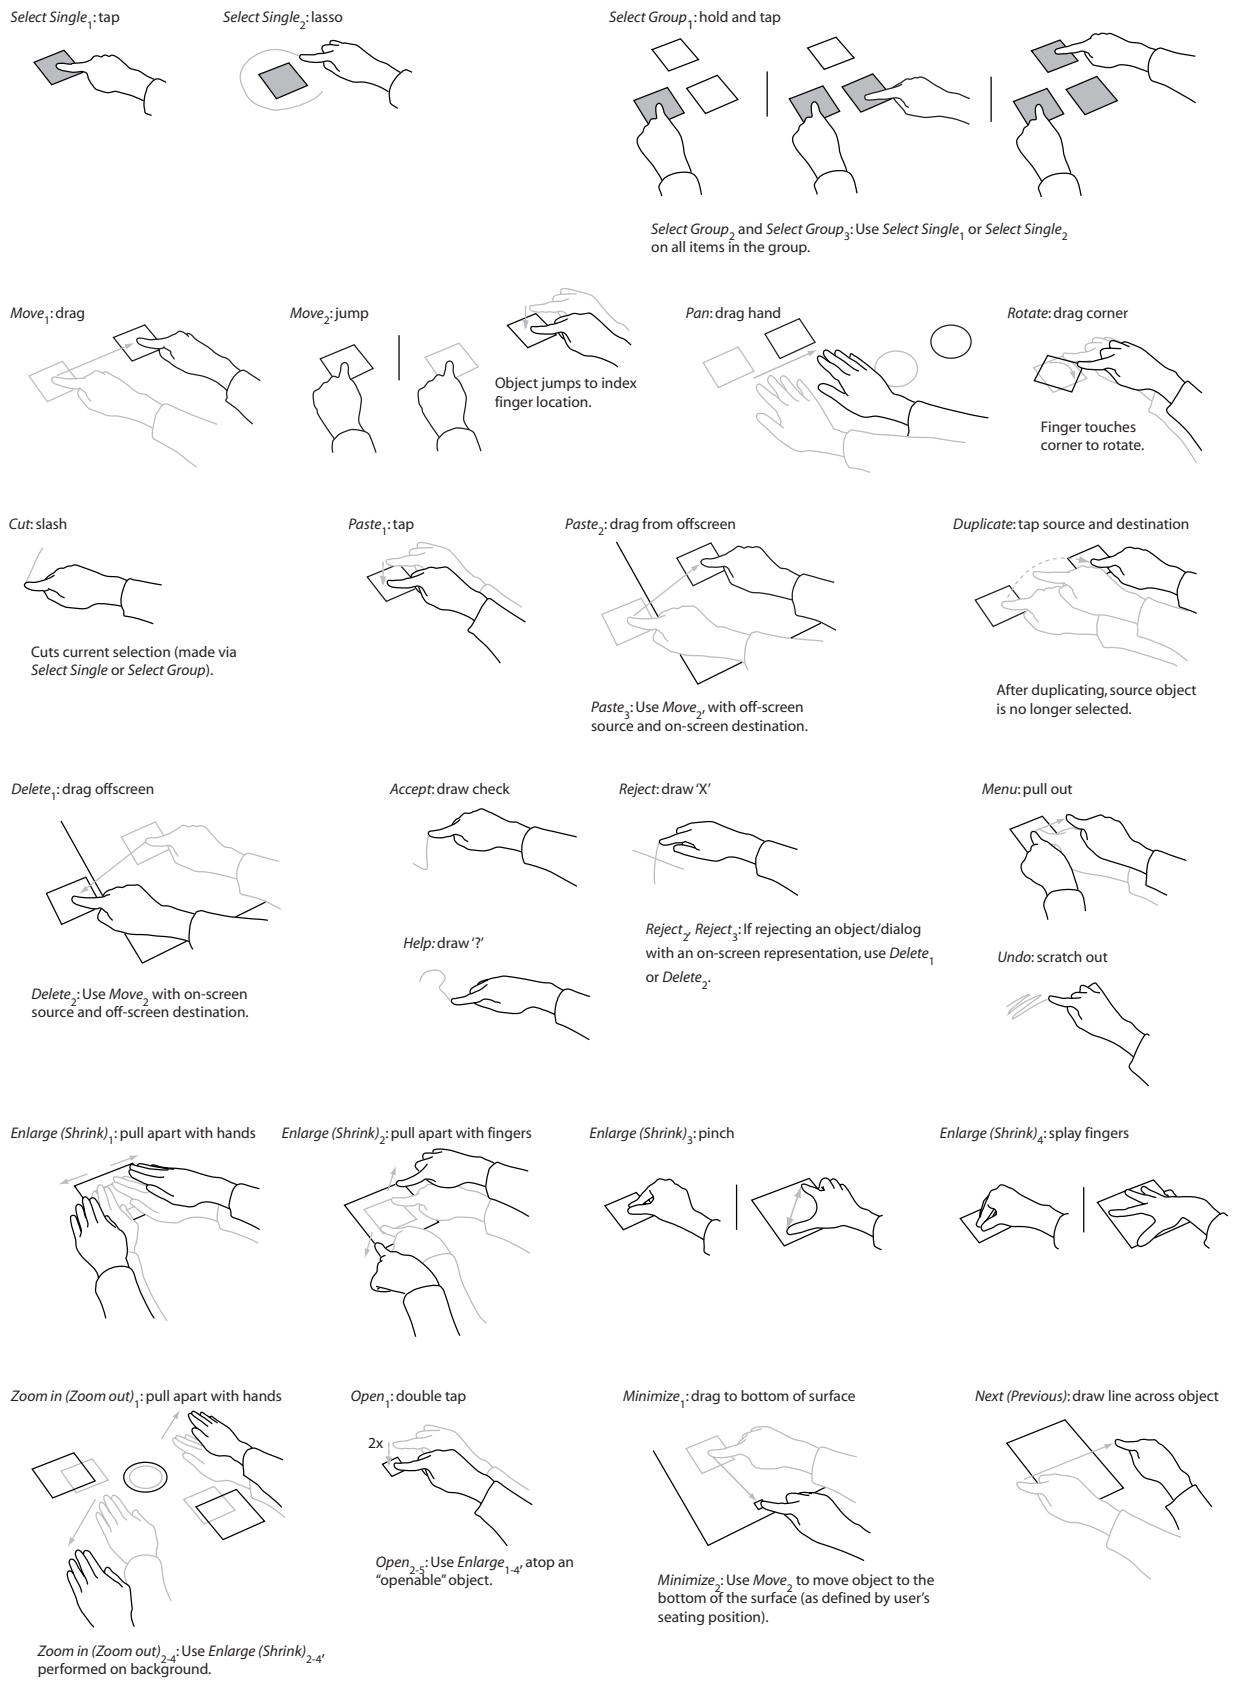 Select Single1: tap
Select Single2: lasso
Select Group1: hold and tap
Select Group2 and Select Group3: Use Select Single1 or Select Single2
on all items in the group.
Move1: drag
Move2: jump
Object jumps to index
finger location.
Pan: drag hand
Rotate: drag corner
Finger touches
corner to rotate.
Cut: slash
Cuts current selection (made via
Select Single or Select Group).
Paste1: tap
Paste2: drag from offscreen
Paste3: Use Move2, with off-screen
source and on-screen destination.
Duplicate: tap source and destination
After duplicating, source object
is no longer selected.
Delete1: drag offscreen
Delete2: Use Move2 with on-screen
source and off-screen destination.
Accept: draw check
Help: draw ‘?’
Reject: draw ‘X’
Reject2, Reject3: If rejecting an object/dialog
with an on-screen representation, use Delete1
or Delete2.
Menu: pull out
Undo: scratch out
Enlarge (Shrink)1: pull apart with hands
Enlarge (Shrink)2: pull apart with fingers
Enlarge (Shrink)3: pinch
Enlarge (Shrink)4: splay fingers
Zoom in (Zoom out)1: pull apart with hands
Zoom in (Zoom out)2-4: Use Enlarge (Shrink)2-4,
performed on background.
Open1: double tap
2x
Open2-5: Use Enlarge1-4, atop an
“openable” object.
Minimize1: drag to bottom of surface
Minimize2: Use Move2 to move object to the
bottom of the surface (as defined by user’s
seating position).
Next (Previous): draw line across object